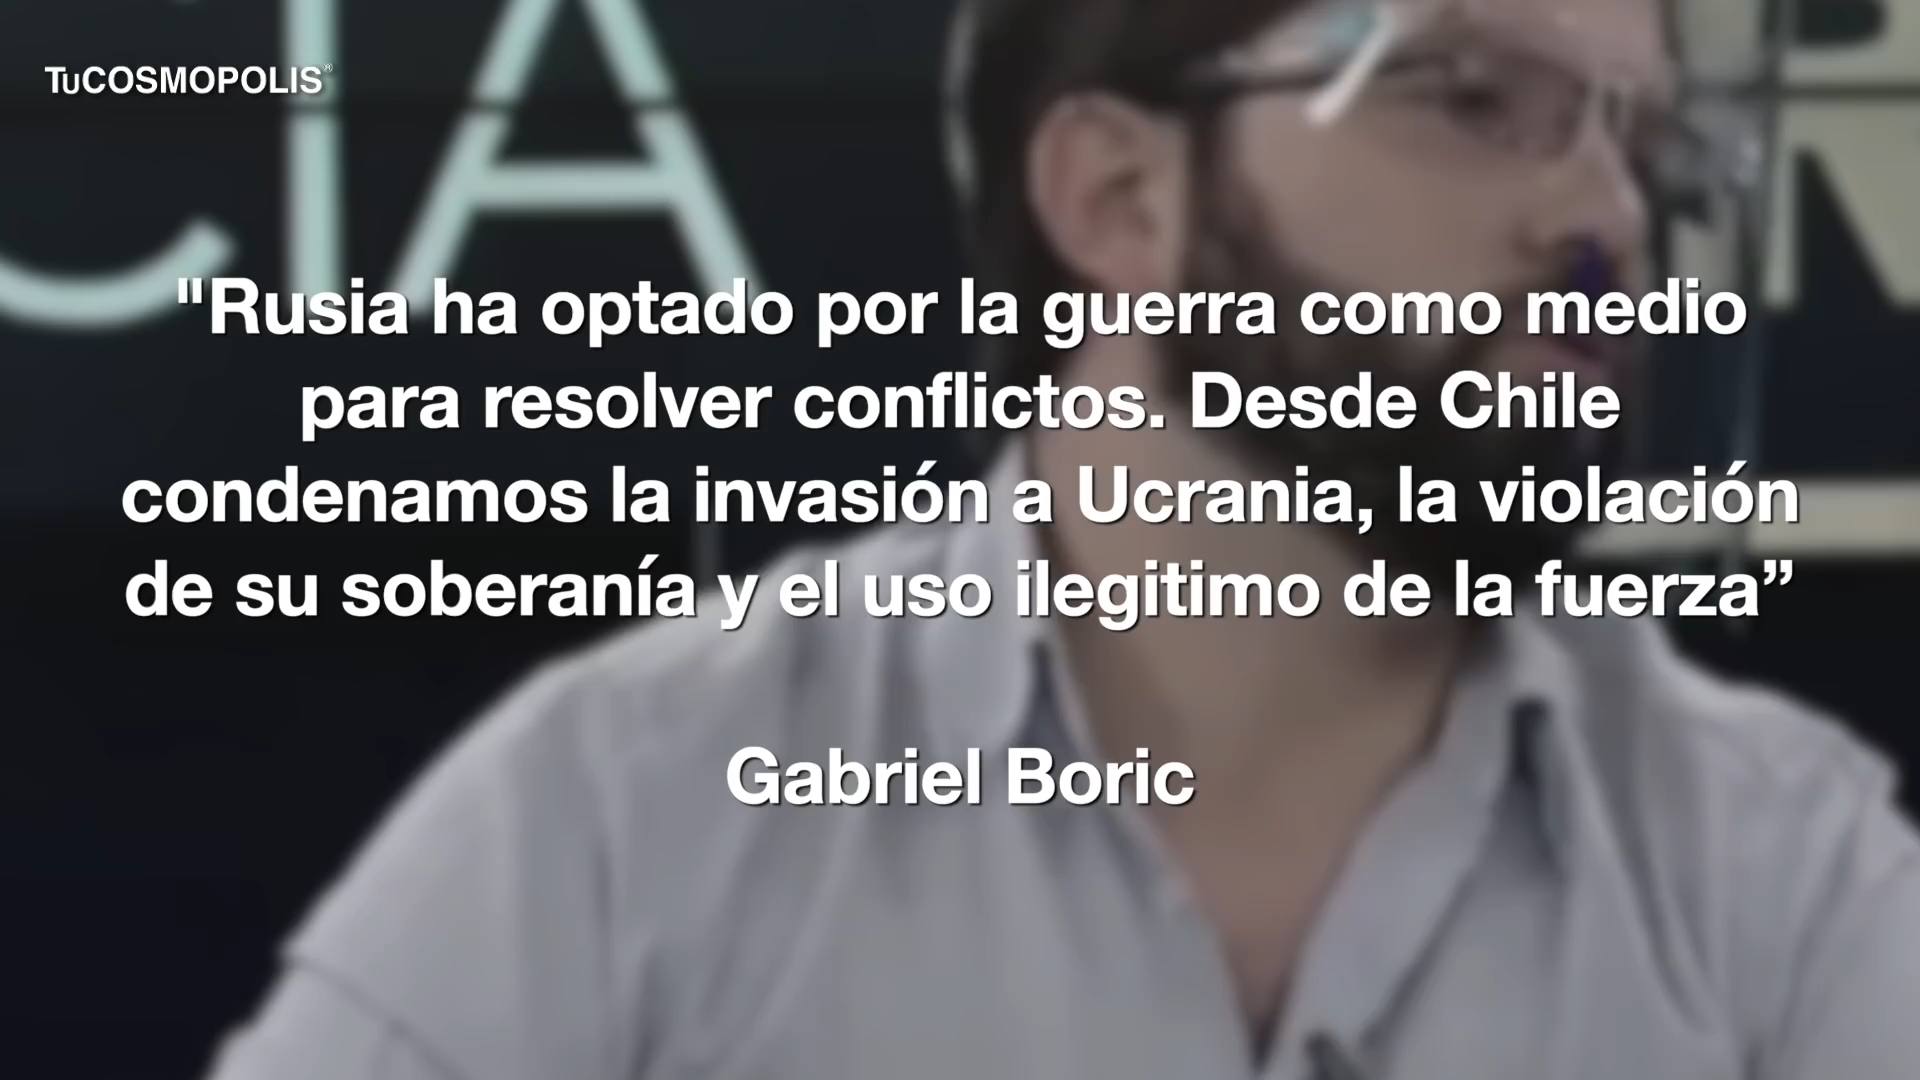 TuCOSMOPOLIS®
CIA
R
"Rusia ha optado por la guerra como medio
para resolver conflictos. Desde Chile
condenamos la invasión a Ucrania, la violación
de su soberanía y el uso ilegitimo de la fuerza”
Gabriel Boric